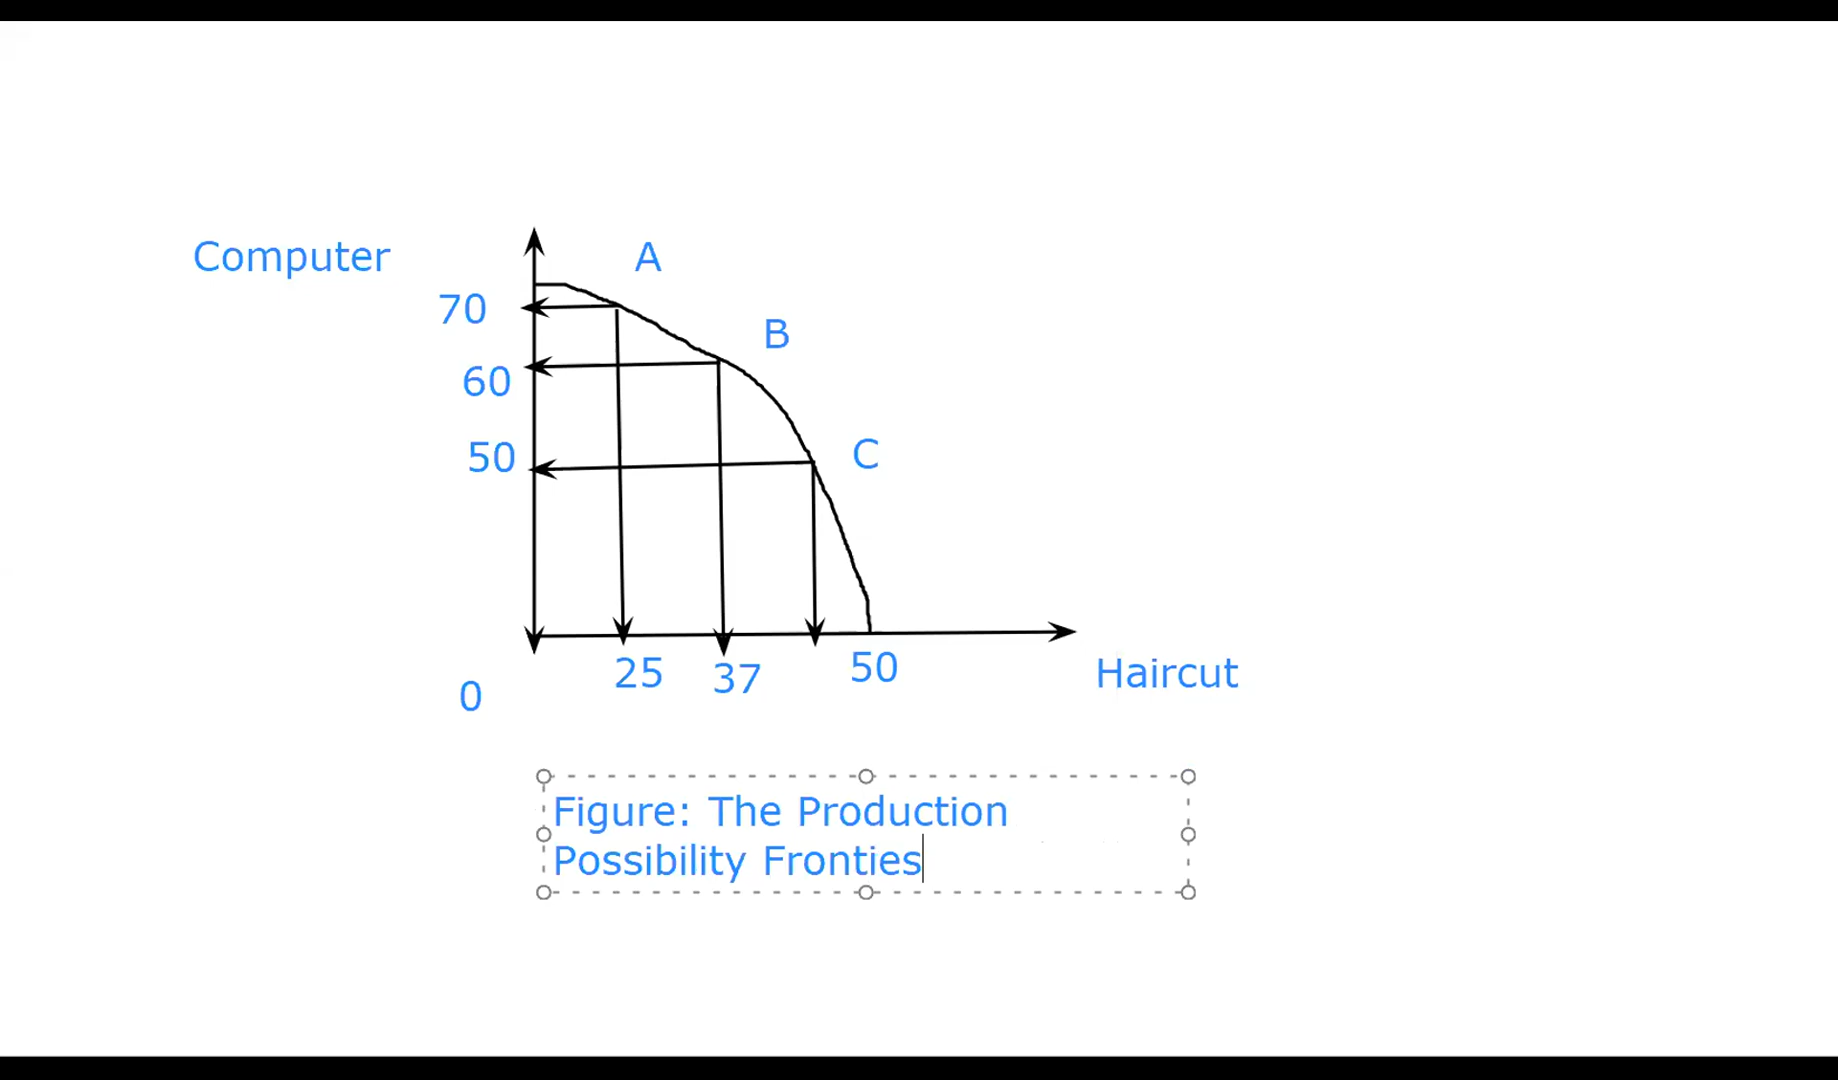 Computer
A
70
B
60
50
C
25
37
50
Haircut
0
Figure: The Production
Possibility Fronties